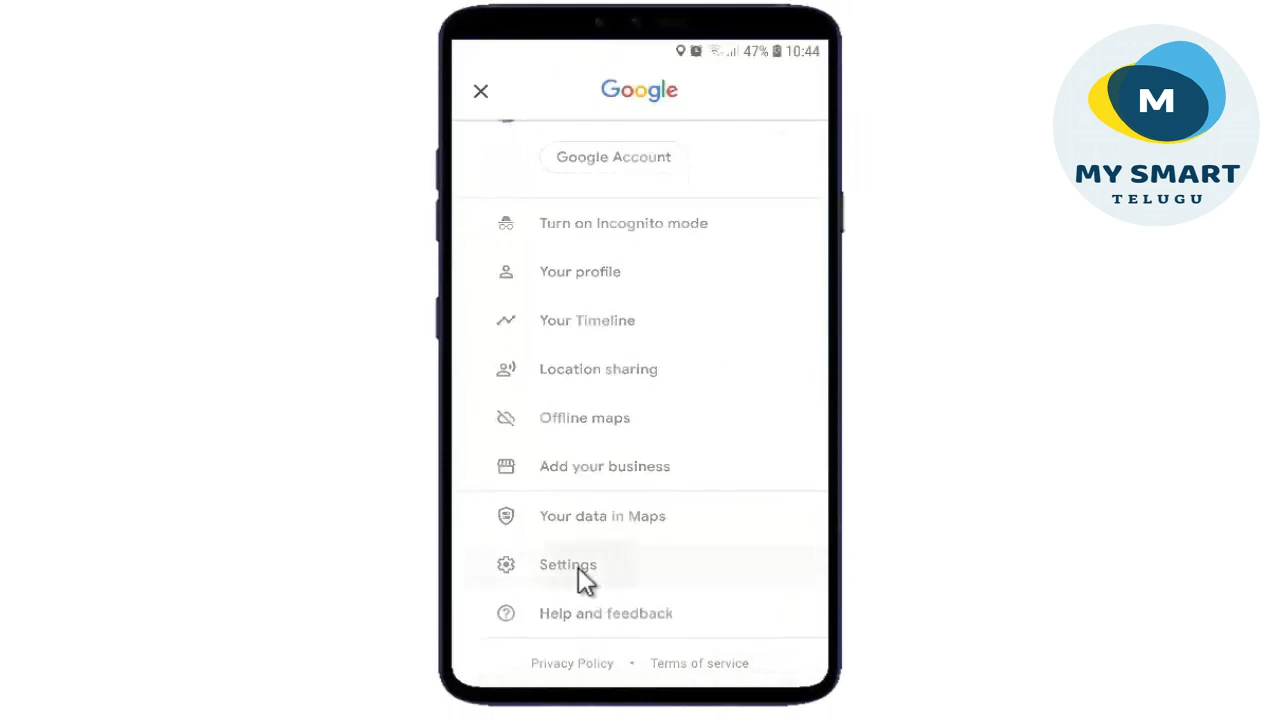 47% 10:44
Google
Google Account
Turn on Incognito mode
Your profile
Your Timeline
Location sharing
Offline maps
Add your business
Your data in Maps
Settings
Help and feedback
Privacy Policy • Terms of service
M
MY SMART
TELUGU